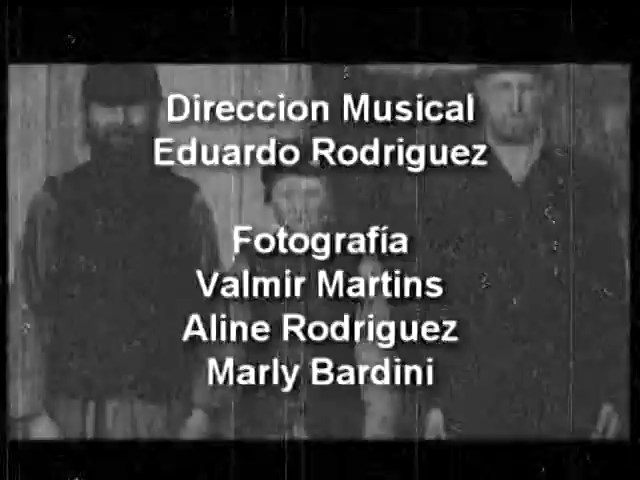 Direccion Musical
Eduardo Rodriguez
Fotografía
Valmir Martins
Aline Rodriguez
Marly Bardini